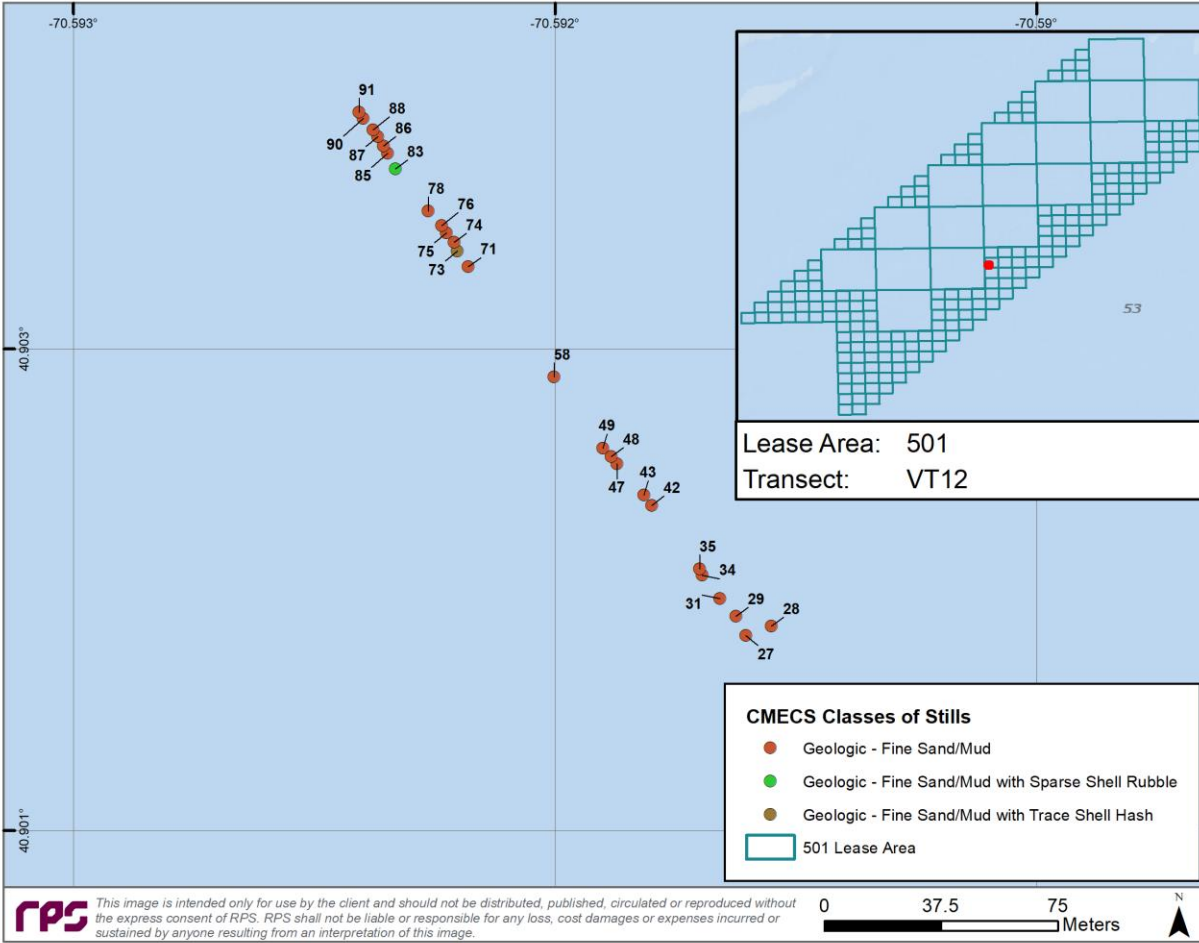 -70.593°
-70.592°
-70.59°
91
88
86
90
87
83
85
78
76
74
75
73
71
40.903°
58
49
48
47
43
42
35
34
31
29
28
27
40.901°
53
Lease Area: 501
Transect: VT12
CMECS Classes of Stills
Geologic - Fine Sand/Mud
Geologic - Fine Sand/Mud with Sparse Shell Rubble
Geologic - Fine Sand/Mud with Trace Shell Hash
501 Lease Area
rps
This image is intended only for use by the client and should not be distributed, published, circulated or reproduced without
the express consent of RPS. RPS shall not be liable or responsible for any loss, cost damages or expenses incurred or
sustained by anyone resulting from an interpretation of this image.
0 37.5 75
Meters
N